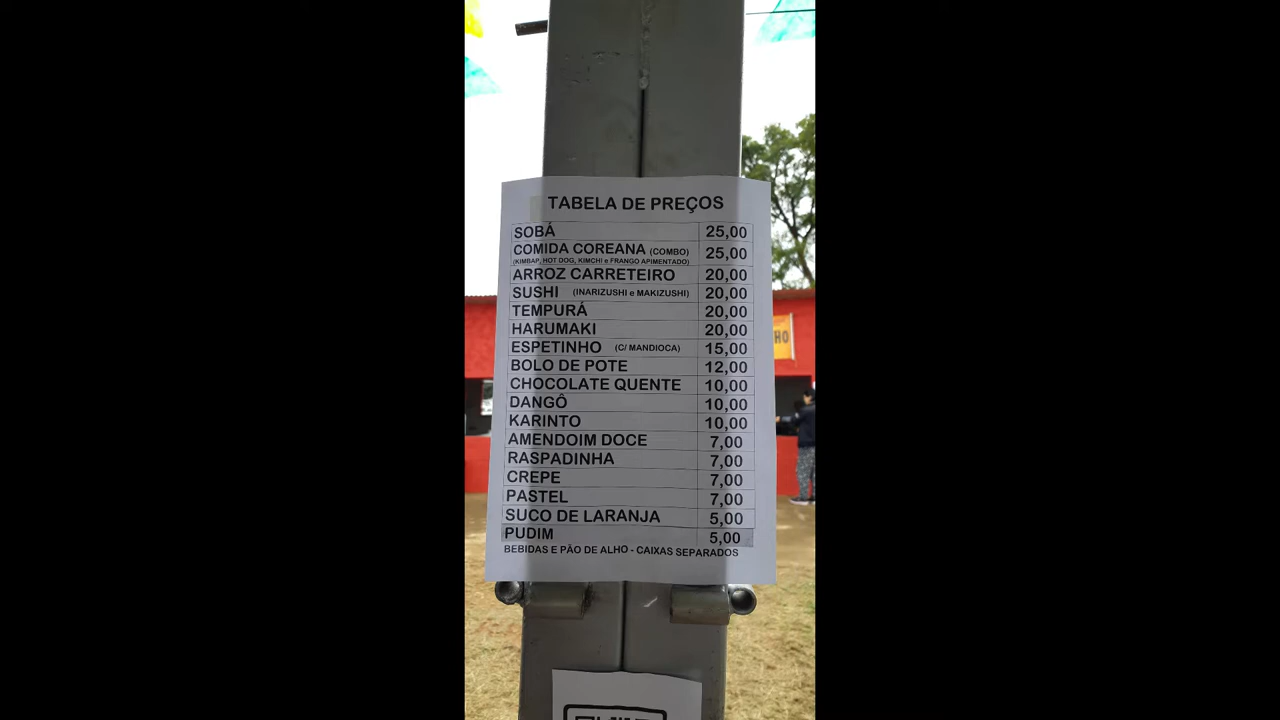 TABELA DE PREÇOS
SOBÁ 25,00
COMIDA COREANA (COMBO) 25,00
(KIMBAP, HOT DOG, KIMCHI e FRANGO APIMENTADO)
ARROZ CARRETEIRO 20,00
SUSHI (INARIZUSHI e MAKIZUSHI) 20,00
TEMPURÁ 20,00
HARUMAKI 20,00
ESPETINHO (C/ MANDIOCA) 15,00
BOLO DE POTE 12,00
CHOCOLATE QUENTE 10,00
DANGÔ 10,00
KARINTO 10,00
AMENDOIM DOCE 7,00
RASPADINHA 7,00
CREPE 7,00
PASTEL 7,00
SUCO DE LARANJA 5,00
PUDIM 5,00
BEBIDAS E PÃO DE ALHO - CAIXAS SEPARADOS